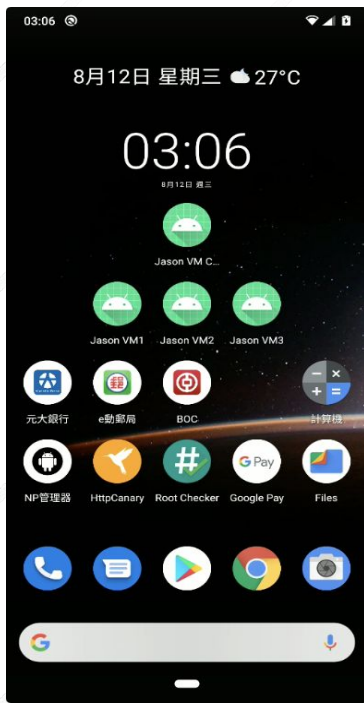 03:06
8月12日 星期三 27°C
03:06
8月12日 週三
Jason VM C...
Jason VM1 Jason VM2 Jason VM3
郵
元大銀行 e動郵局 BOC 計算機
G Pay
NP管理器 HttpCanary Root Checker Google Pay Files